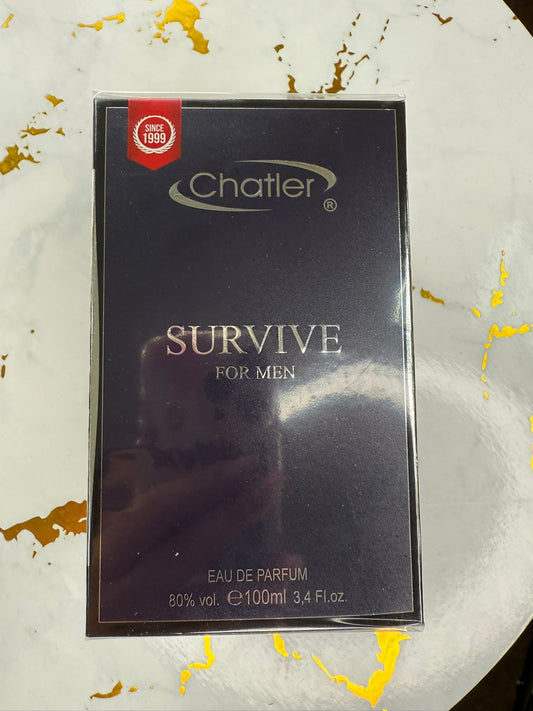 SINCE
1999
Chatler®
SURVIVE
FOR MEN
EAU DE PARFUM
80% vol. ℮100ml 3,4 Fl.oz.